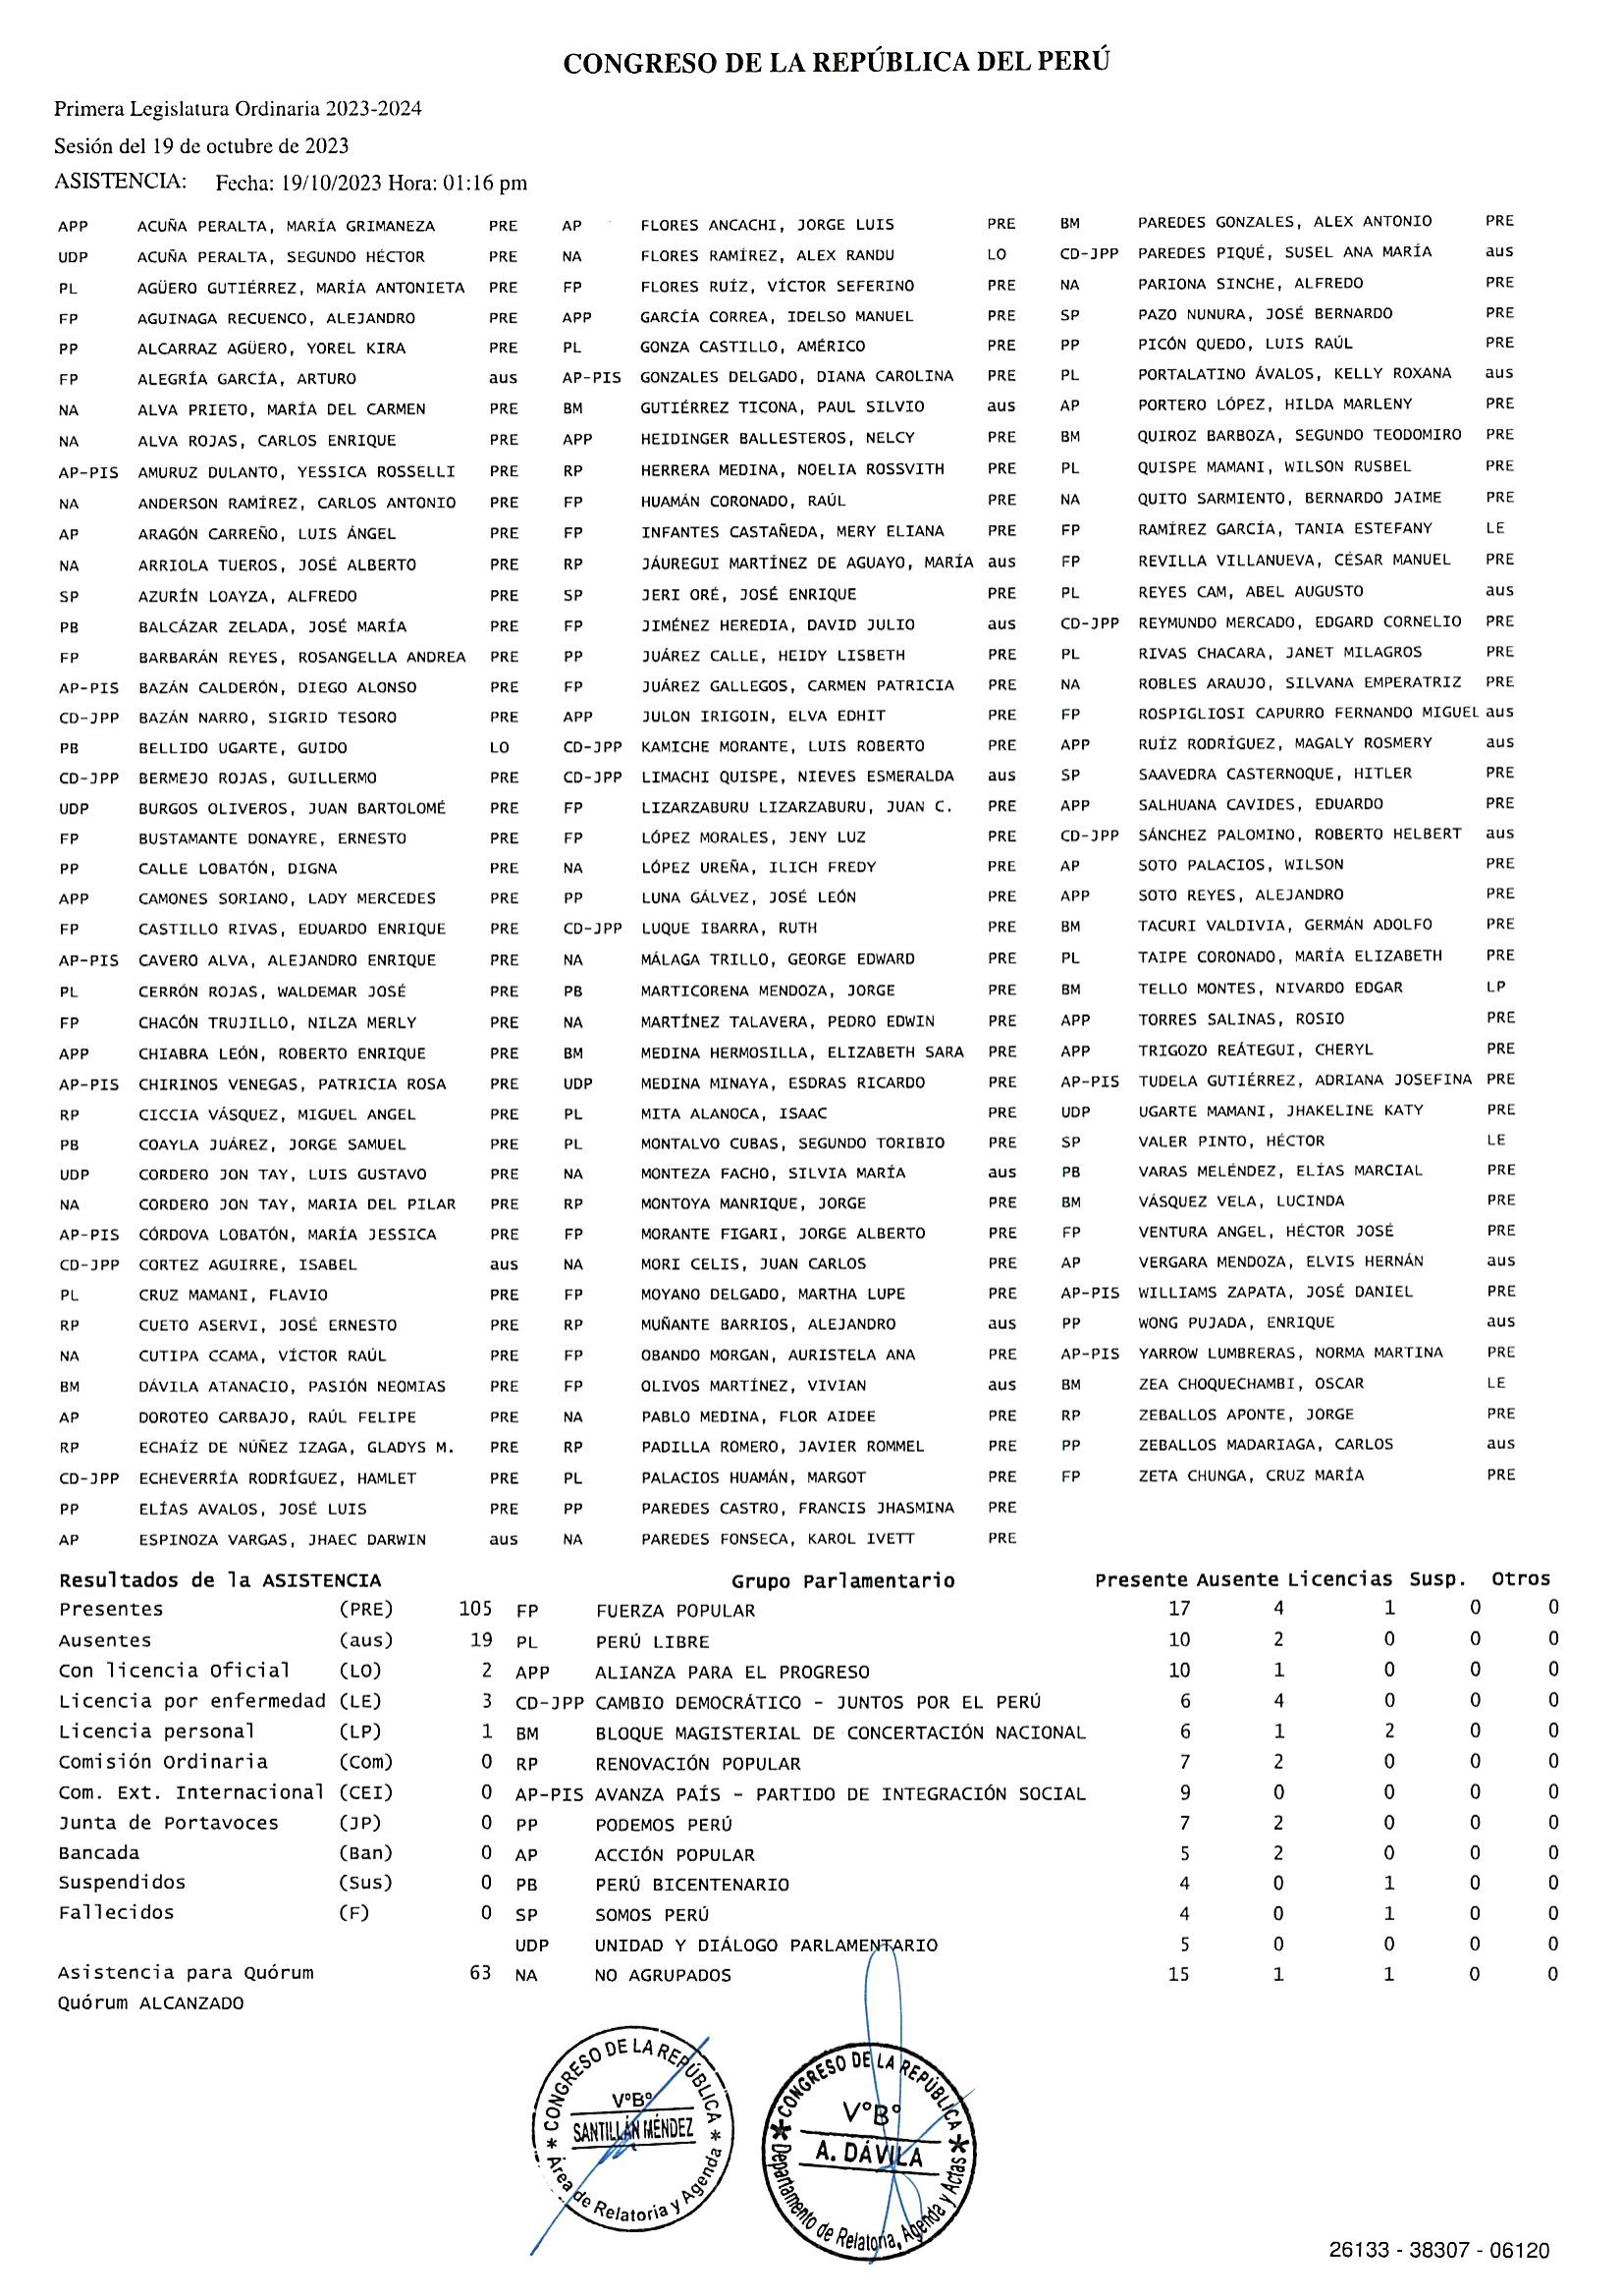 CONGRESO DE LA REPÚBLICA DEL PERÚ
Primera Legislatura Ordinaria 2023-2024
Sesión del 19 de octubre de 2023
ASISTENCIA: Fecha: 19/10/2023 Hora: 01:16 pm
APP ACUÑA PERALTA, MARÍA GRIMANEZA PRE AP FLORES ANCACHI, JORGE LUIS PRE BM PAREDES GONZALES, ALEX ANTONIO PRE
UDP ACUÑA PERALTA, SEGUNDO HÉCTOR PRE NA FLORES RAMÍREZ, ALEX RANDU LO CD-JPP PAREDES PIQUÉ, SUSEL ANA MARÍA aus
PL AGÜERO GUTIÉRREZ, MARÍA ANTONIETA PRE FP FLORES RUÍZ, VÍCTOR SEFERINO PRE NA PARIONA SINCHE, ALFREDO PRE
FP AGUINAGA RECUENCO, ALEJANDRO PRE APP GARCÍA CORREA, IDELSO MANUEL PRE SP PAZO NUNURA, JOSÉ BERNARDO PRE
PP ALCARRAZ AGÜERO, YOREL KIRA PRE PL GONZA CASTILLO, AMÉRICO PRE PP PICÓN QUEDO, LUIS RAÚL PRE
FP ALEGRÍA GARCÍA, ARTURO aus AP-PIS GONZALES DELGADO, DIANA CAROLINA PRE PL PORTALATINO ÁVALOS, KELLY ROXANA aus
NA ALVA PRIETO, MARÍA DEL CARMEN PRE BM GUTIÉRREZ TICONA, PAUL SILVIO aus AP PORTERO LÓPEZ, HILDA MARLENY PRE
NA ALVA ROJAS, CARLOS ENRIQUE PRE APP HEIDINGER BALLESTEROS, NELCY PRE BM QUIROZ BARBOZA, SEGUNDO TEODOMIRO PRE
AP-PIS AMURUZ DULANTO, YESSICA ROSSELLI PRE RP HERRERA MEDINA, NOELIA ROSSVITH PRE PL QUISPE MAMANI, WILSON RUSBEL PRE
NA ANDERSON RAMÍREZ, CARLOS ANTONIO PRE FP HUAMÁN CORONADO, RAÚL PRE NA QUITO SARMIENTO, BERNARDO JAIME PRE
AP ARAGÓN CARREÑO, LUIS ÁNGEL PRE FP INFANTES CASTAÑEDA, MERY ELIANA PRE FP RAMÍREZ GARCÍA, TANIA ESTEFANY LE
NA ARRIOLA TUEROS, JOSÉ ALBERTO PRE RP JÁUREGUI MARTÍNEZ DE AGUAYO, MARÍA aus FP REVILLA VILLANUEVA, CÉSAR MANUEL PRE
SP AZURÍN LOAYZA, ALFREDO PRE SP JERI ORÉ, JOSÉ ENRIQUE PRE PL REYES CAM, ABEL AUGUSTO aus
PB BALCÁZAR ZELADA, JOSÉ MARÍA PRE FP JIMÉNEZ HEREDIA, DAVID JULIO aus CD-JPP REYMUNDO MERCADO, EDGARD CORNELIO PRE
FP BARBARÁN REYES, ROSANGELLA ANDREA PRE PP JUÁREZ CALLE, HEIDY LISBETH PRE PL RIVAS CHACARA, JANET MILAGROS PRE
AP-PIS BAZÁN CALDERÓN, DIEGO ALONSO PRE FP JUÁREZ GALLEGOS, CARMEN PATRICIA PRE NA ROBLES ARAUJO, SILVANA EMPERATRIZ PRE
CD-JPP BAZÁN NARRO, SIGRID TESORO PRE APP JULON IRIGOIN, ELVA EDHIT PRE FP ROSPIGLIOSI CAPURRO FERNANDO MIGUEL aus
PB BELLIDO UGARTE, GUIDO LO CD-JPP KAMICHE MORANTE, LUIS ROBERTO PRE APP RUÍZ RODRÍGUEZ, MAGALY ROSMERY aus
CD-JPP BERMEJO ROJAS, GUILLERMO PRE CD-JPP LIMACHI QUISPE, NIEVES ESMERALDA aus SP SAAVEDRA CASTERNOQUE, HITLER PRE
UDP BURGOS OLIVEROS, JUAN BARTOLOMÉ PRE FP LIZARZABURU LIZARZABURU, JUAN C. PRE APP SALHUANA CAVIDES, EDUARDO PRE
FP BUSTAMANTE DONAYRE, ERNESTO PRE FP LÓPEZ MORALES, JENY LUZ PRE CD-JPP SÁNCHEZ PALOMINO, ROBERTO HELBERT aus
PP CALLE LOBATÓN, DIGNA PRE NA LÓPEZ UREÑA, ILICH FREDY PRE AP SOTO PALACIOS, WILSON PRE
APP CAMONES SORIANO, LADY MERCEDES PRE PP LUNA GÁLVEZ, JOSÉ LEÓN PRE APP SOTO REYES, ALEJANDRO PRE
FP CASTILLO RIVAS, EDUARDO ENRIQUE PRE CD-JPP LUQUE IBARRA, RUTH PRE BM TACURI VALDIVIA, GERMÁN ADOLFO PRE
AP-PIS CAVERO ALVA, ALEJANDRO ENRIQUE PRE NA MÁLAGA TRILLO, GEORGE EDWARD PRE PL TAIPE CORONADO, MARÍA ELIZABETH PRE
PL CERRÓN ROJAS, WALDEMAR JOSÉ PRE PB MARTICORENA MENDOZA, JORGE PRE BM TELLO MONTES, NIVARDO EDGAR LP
FP CHACÓN TRUJILLO, NILZA MERLY PRE NA MARTÍNEZ TALAVERA, PEDRO EDWIN PRE APP TORRES SALINAS, ROSIO PRE
APP CHIABRA LEÓN, ROBERTO ENRIQUE PRE BM MEDINA HERMOSILLA, ELIZABETH SARA PRE APP TRIGOZO REÁTEGUI, CHERYL PRE
AP-PIS CHIRINOS VENEGAS, PATRICIA ROSA PRE UDP MEDINA MINAYA, ESDRAS RICARDO PRE AP-PIS TUDELA GUTIÉRREZ, ADRIANA JOSEFINA PRE
RP CICCIA VÁSQUEZ, MIGUEL ANGEL PRE PL MITA ALANOCA, ISAAC PRE UDP UGARTE MAMANI, JHAKELINE KATY PRE
PB COAYLA JUÁREZ, JORGE SAMUEL PRE PL MONTALVO CUBAS, SEGUNDO TORIBIO PRE SP VALER PINTO, HÉCTOR LE
UDP CORDERO JON TAY, LUIS GUSTAVO PRE NA MONTEZA FACHO, SILVIA MARÍA aus PB VARAS MELÉNDEZ, ELÍAS MARCIAL PRE
NA CORDERO JON TAY, MARIA DEL PILAR PRE RP MONTOYA MANRIQUE, JORGE PRE BM VÁSQUEZ VELA, LUCINDA PRE
AP-PIS CÓRDOVA LOBATÓN, MARÍA JESSICA PRE FP MORANTE FIGARI, JORGE ALBERTO PRE FP VENTURA ANGEL, HÉCTOR JOSÉ PRE
CD-JPP CORTEZ AGUIRRE, ISABEL aus NA MORI CELIS, JUAN CARLOS PRE AP VERGARA MENDOZA, ELVIS HERNÁN aus
PL CRUZ MAMANI, FLAVIO PRE FP MOYANO DELGADO, MARTHA LUPE PRE AP-PIS WILLIAMS ZAPATA, JOSÉ DANIEL PRE
RP CUETO ASERVI, JOSÉ ERNESTO PRE RP MUÑANTE BARRIOS, ALEJANDRO aus PP WONG PUJADA, ENRIQUE aus
NA CUTIPA CCAMA, VÍCTOR RAÚL PRE FP OBANDO MORGAN, AURISTELA ANA PRE AP-PIS YARROW LUMBRERAS, NORMA MARTINA PRE
BM DÁVILA ATANACIO, PASIÓN NEOMIAS PRE FP OLIVOS MARTÍNEZ, VIVIAN aus BM ZEA CHOQUECHAMBI, OSCAR LE
AP DOROTEO CARBAJO, RAÚL FELIPE PRE NA PABLO MEDINA, FLOR AIDEE PRE RP ZEBALLOS APONTE, JORGE PRE
RP ECHAÍZ DE NÚÑEZ IZAGA, GLADYS M. PRE RP PADILLA ROMERO, JAVIER ROMMEL PRE PP ZEBALLOS MADARIAGA, CARLOS aus
CD-JPP ECHEVERRÍA RODRÍGUEZ, HAMLET PRE PL PALACIOS HUAMÁN, MARGOT PRE FP ZETA CHUNGA, CRUZ MARÍA PRE
PP ELÍAS AVALOS, JOSÉ LUIS PRE PP PAREDES CASTRO, FRANCIS JHASMINA PRE
AP ESPINOZA VARGAS, JHAEC DARWIN aus NA PAREDES FONSECA, KAROL IVETT PRE
Resultados de la ASISTENCIA Grupo Parlamentario Presente Ausente Licencias Susp. Otros
Presentes (PRE) 105 FP FUERZA POPULAR 17 4 1 0 0
Ausentes (aus) 19 PL PERÚ LIBRE 10 2 0 0 0
Con licencia Oficial (LO) 2 APP ALIANZA PARA EL PROGRESO 10 1 0 0 0
Licencia por enfermedad (LE) 3 CD-JPP CAMBIO DEMOCRÁTICO - JUNTOS POR EL PERÚ 6 4 0 0 0
Licencia personal (LP) 1 BM BLOQUE MAGISTERIAL DE CONCERTACIÓN NACIONAL 6 1 2 0 0
Comisión Ordinaria (Com) 0 RP RENOVACIÓN POPULAR 7 2 0 0 0
Com. Ext. Internacional (CEI) 0 AP-PIS AVANZA PAÍS - PARTIDO DE INTEGRACIÓN SOCIAL 9 0 0 0 0
Junta de Portavoces (JP) 0 PP PODEMOS PERÚ 7 2 0 0 0
Bancada (Ban) 0 AP ACCIÓN POPULAR 5 2 0 0 0
Suspendidos (Sus) 0 PB PERÚ BICENTENARIO 4 0 1 0 0
Fallecidos (F) 0 SP SOMOS PERÚ 4 0 1 0 0
UDP UNIDAD Y DIÁLOGO PARLAMENTARIO 5 0 0 0 0
Asistencia para Quórum 63 NA NO AGRUPADOS 15 1 1 0 0
Quórum ALCANZADO
CONGRESO DE LA REPÚBLICA
V°B°
SANTILLÁN MÉNDEZ
Área de Relatoria y Agenda
CONGRESO DE LA REPÚBLICA
V°B°
A. DÁVILA
Departamento de Relatoria, Agenda y Actas
26133 - 38307 - 06120